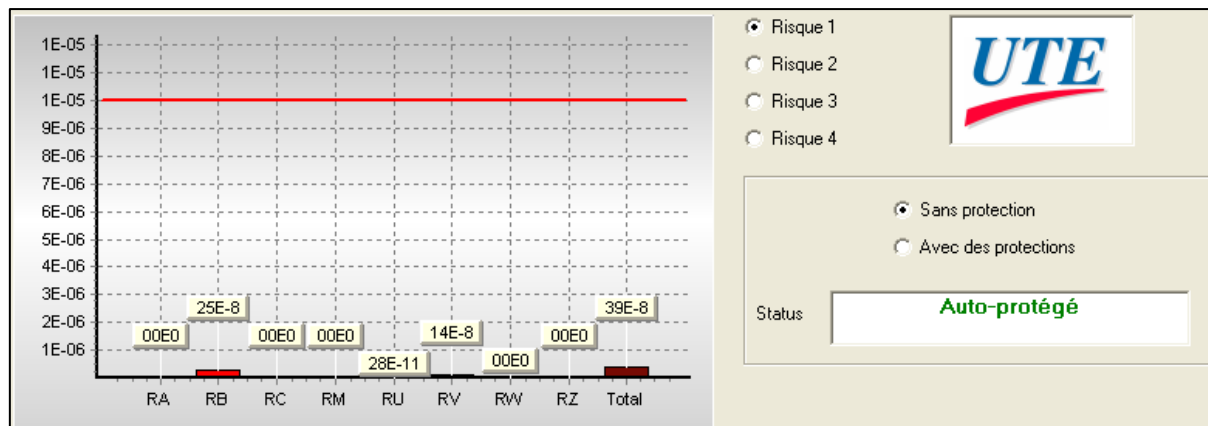 1E-05
1E-05
1E-05
9E-06
8E-06
7E-06
6E-06
5E-06
4E-06
3E-06
2E-06
1E-06
00E0
25E-8
00E0
00E0
28E-11
14E-8
00E0
00E0
39E-8
RA RB RC RM RU RV RW RZ Total
Risque 1
Risque 2
Risque 3
Risque 4
UTE
Sans protection
Avec des protections
Status Auto-protégé